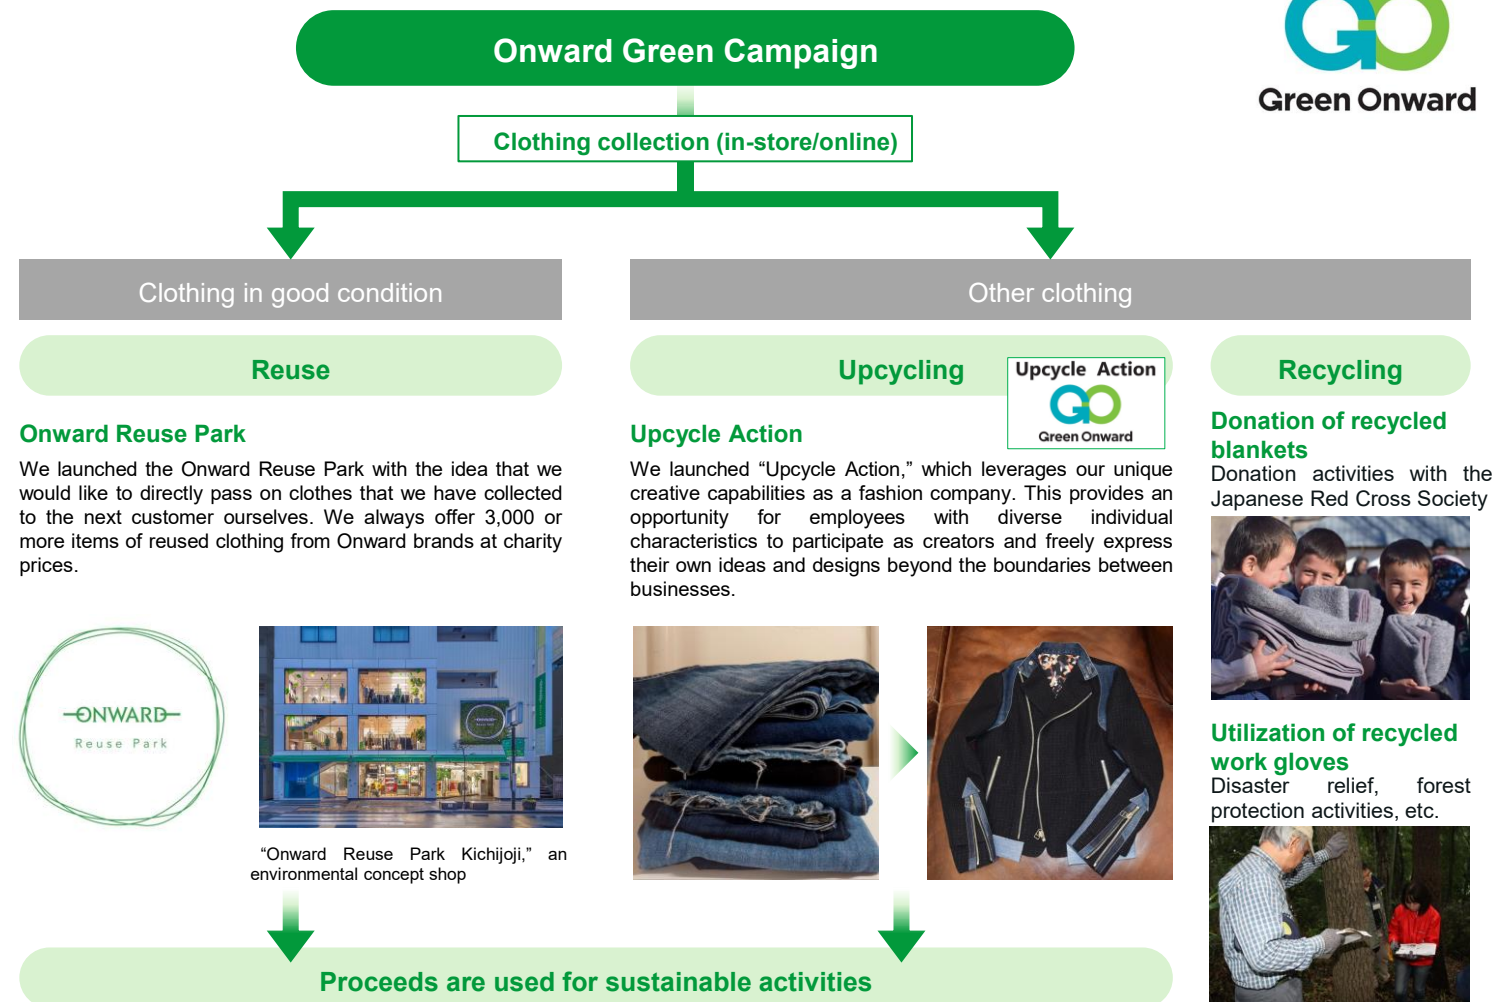 Onward Green Campaign
Green Onward
Clothing collection (in-store/online)
Clothing in good condition
Other clothing
Reuse
Upcycling
Upcycle Action
Green Onward
Recycling
Onward Reuse Park
We launched the Onward Reuse Park with the idea that we
would like to directly pass on clothes that we have collected
to the next customer ourselves. We always offer 3,000 or
more items of reused clothing from Onward brands at charity
prices.
ONWARD
Reuse Park
“Onward Reuse Park Kichijoji,” an
environmental concept shop
Upcycle Action
We launched “Upcycle Action,” which leverages our unique
creative capabilities as a fashion company. This provides an
opportunity for employees with diverse individual
characteristics to participate as creators and freely express
their own ideas and designs beyond the boundaries between
businesses.
Donation of recycled
blankets
Donation activities with the
Japanese Red Cross Society
Utilization of recycled
work gloves
Disaster relief, forest
protection activities, etc.
Proceeds are used for sustainable activities